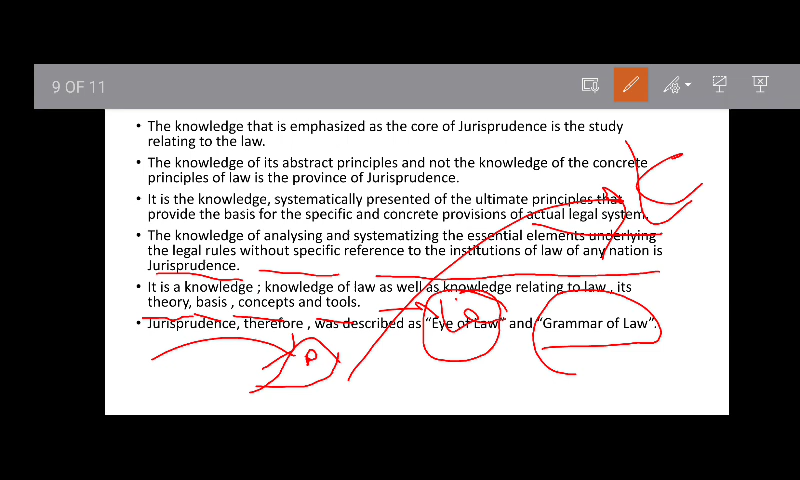 9 OF 11
• The knowledge that is emphasized as the core of Jurisprudence is the study
relating to the law.
• The knowledge of its abstract principles and not the knowledge of the concrete
principles of law is the province of Jurisprudence.
• It is the knowledge, systematically presented of the ultimate principles that
provide the basis for the specific and concrete provisions of actual legal system.
• The knowledge of analysing and systematizing the essential elements underlying
the legal rules without specific reference to the institutions of law of any nation is
Jurisprudence.
• It is a knowledge ; knowledge of law as well as knowledge relating to law , its
theory, basis , concepts and tools.
• Jurisprudence, therefore , was described as “Eye of Law” and “Grammar of Law”.